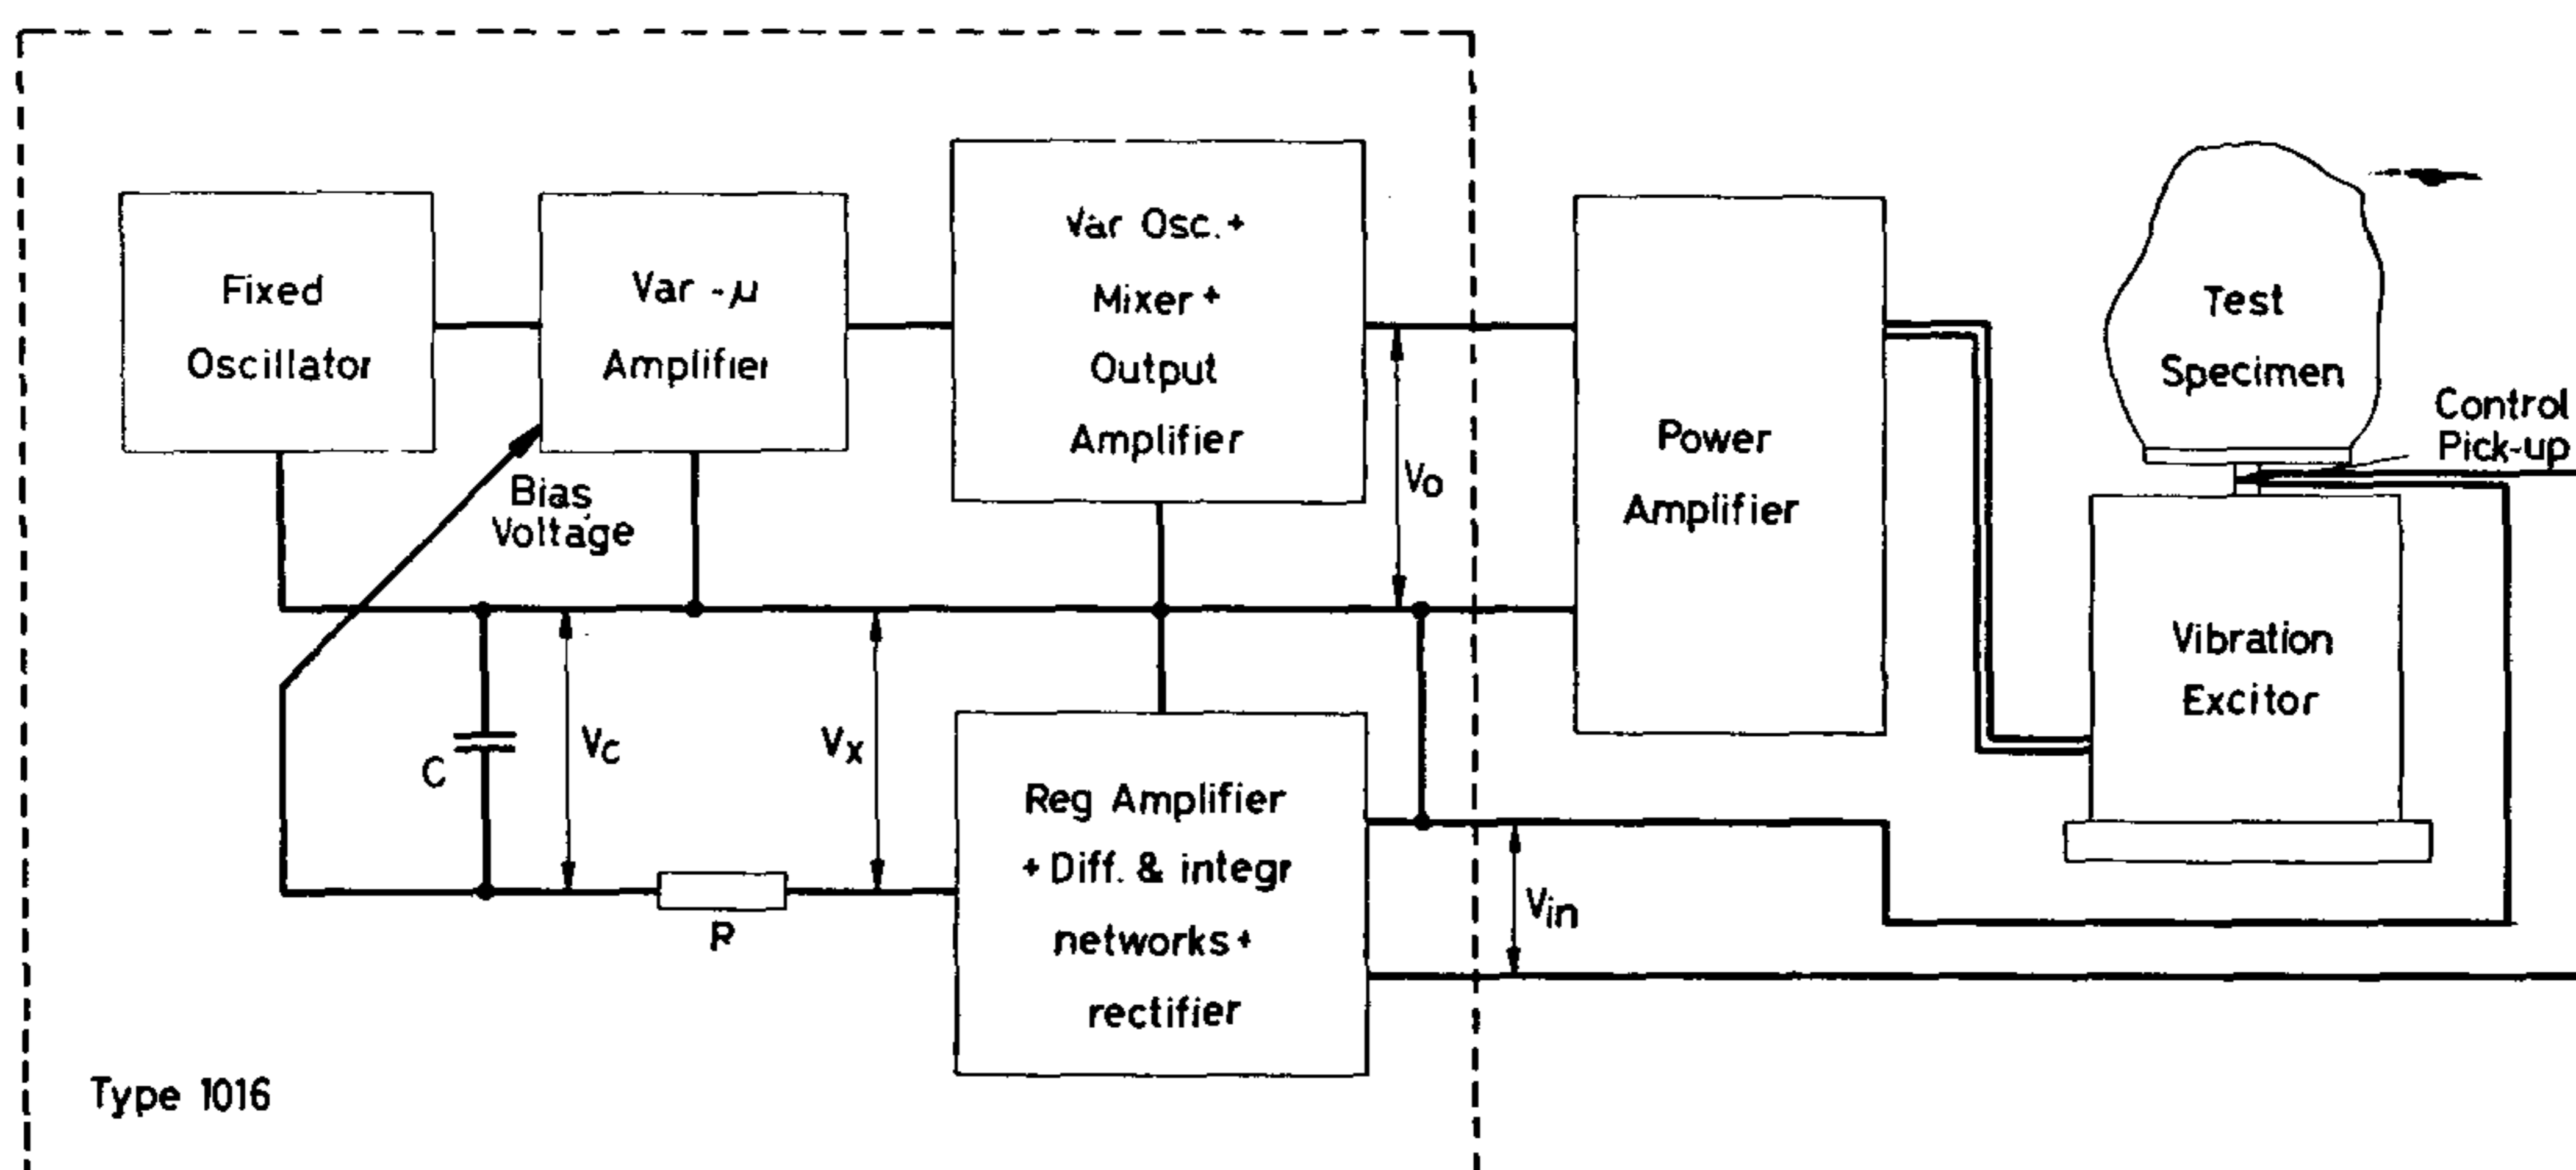 Fixed
Oscillator
Var -μ
Amplifier
Var Osc.+
Mixer+
Output
Amplifier
Power
Amplifier
Test
Specimen
Control
Pick-up
Bias
Voltage
Vo
Vibration
Excitor
C
Vc
Vx
Reg Amplifier
+ Diff. & integr
networks+
rectifier
R
Vin
Type 1016